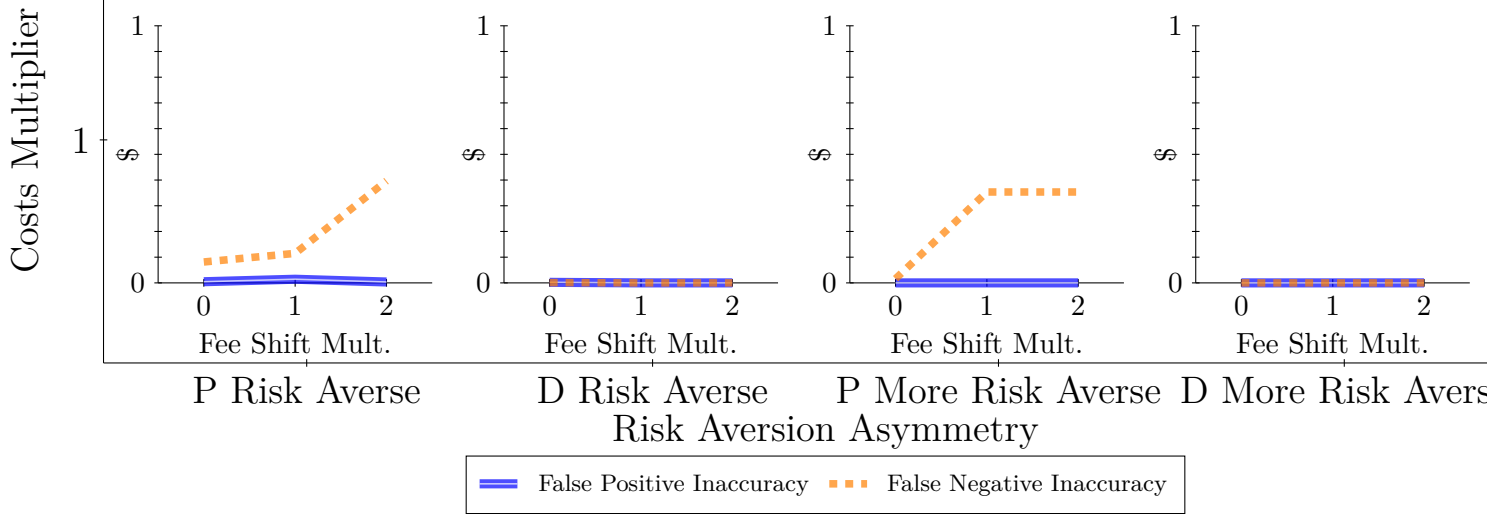 Costs Multiplier
1
1
$
0
0 1 2
Fee Shift Mult.
1
$
0
0 1 2
Fee Shift Mult.
1
$
0
0 1 2
Fee Shift Mult.
1
$
0
0 1 2
Fee Shift Mult.
P Risk Averse D Risk Averse P More Risk Averse D More Risk Avers
Risk Aversion Asymmetry
False Positive Inaccuracy False Negative Inaccuracy